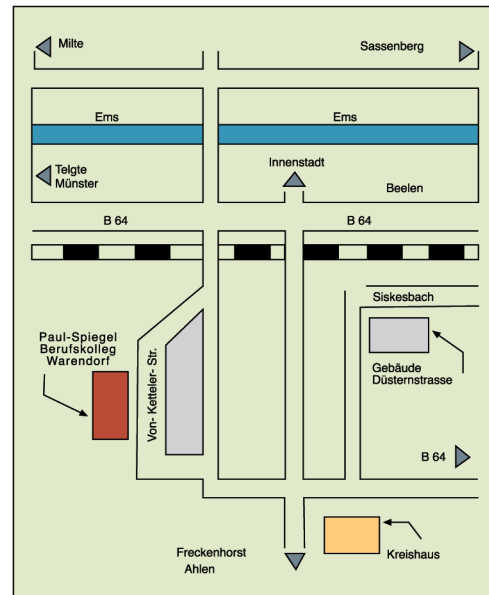 Milte
Sassenberg
Ems
Ems
Innenstadt
Telgte
Münster
Beelen
B 64
B 64
Siskesbach
Paul-Spiegel
Berufskolleg
Warendorf
Von- Ketteler- Str.
Gebäude
Düsternstrasse
B 64
Freckenhorst
Ahlen
Kreishaus